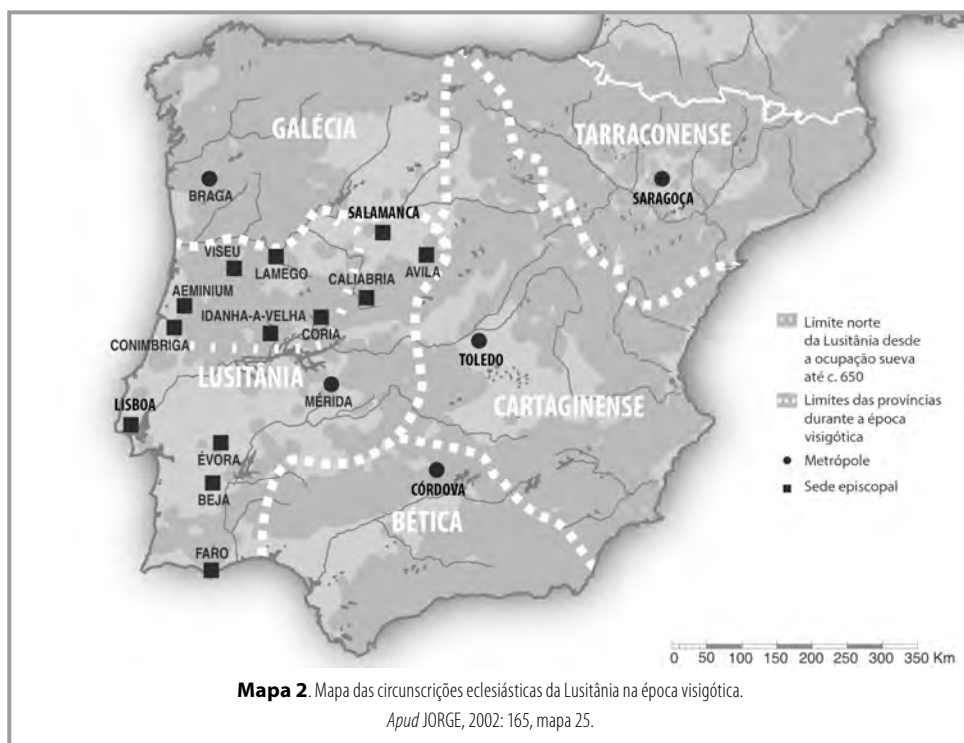 GALÉCIA
TARRACONENSE
BRAGA
SARAGOÇA
SALAMANCA
VISEU
LAMEGO
AVILA
CALIABRIA
AEMINIUM
IDANHA-A-VELHA
CORIA
CONIMBRIGA
TOLEDO
LUSITÂNIA
MÉRIDA
CARTAGINENSE
LISBOA
ÉVORA
BEJA
CÓRDOVA
BÉTICA
FARO
Limite norte
da Lusitânia desde
a ocupação sueva
até c. 650
Limites das províncias
durante a época
visigótica
Metrópole
Sede episcopal
0 50 100 150 200 250 300 350 Km
Mapa 2. Mapa das circunscrições eclesiásticas da Lusitânia na época visigótica.
Apud JORGE, 2002: 165, mapa 25.